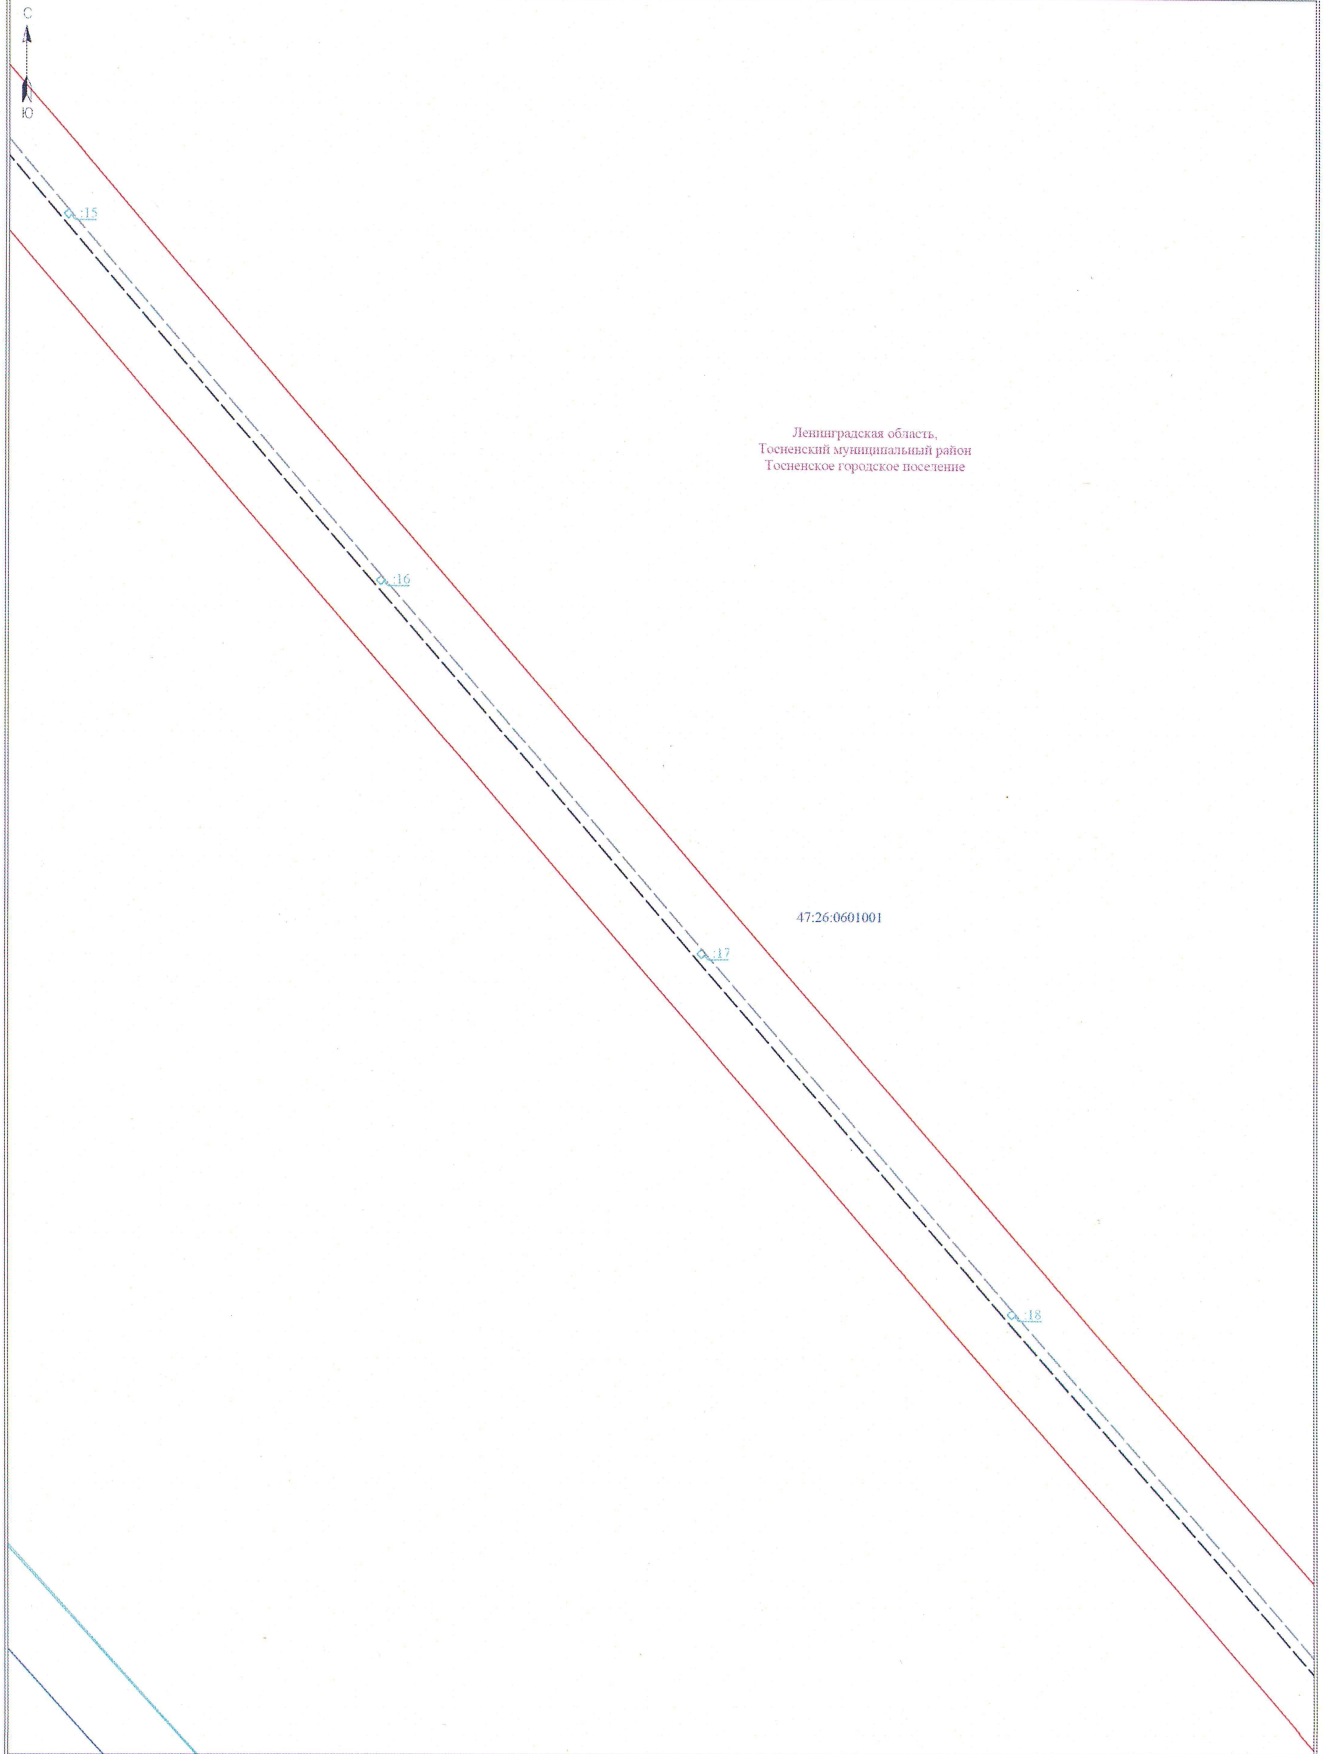 С
Ю
:15
Ленинградская область,
Тосненский муниципальный район
Тосненское городское поселение
:16
47:26:0601001
:17
:18